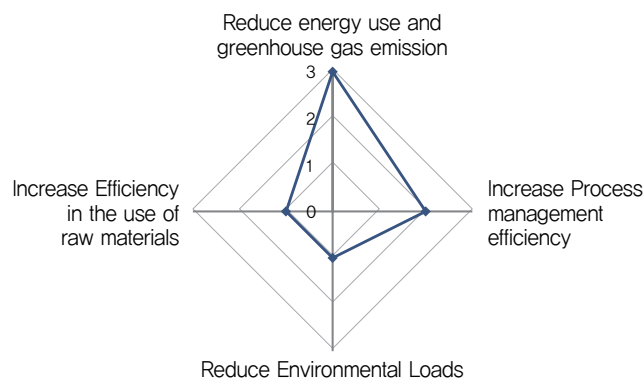 Reduce energy use and
greenhouse gas emission
3
2
1
0
Increase Efficiency
in the use of
raw materials
Increase Process
management
efficiency
Reduce Environmental Loads